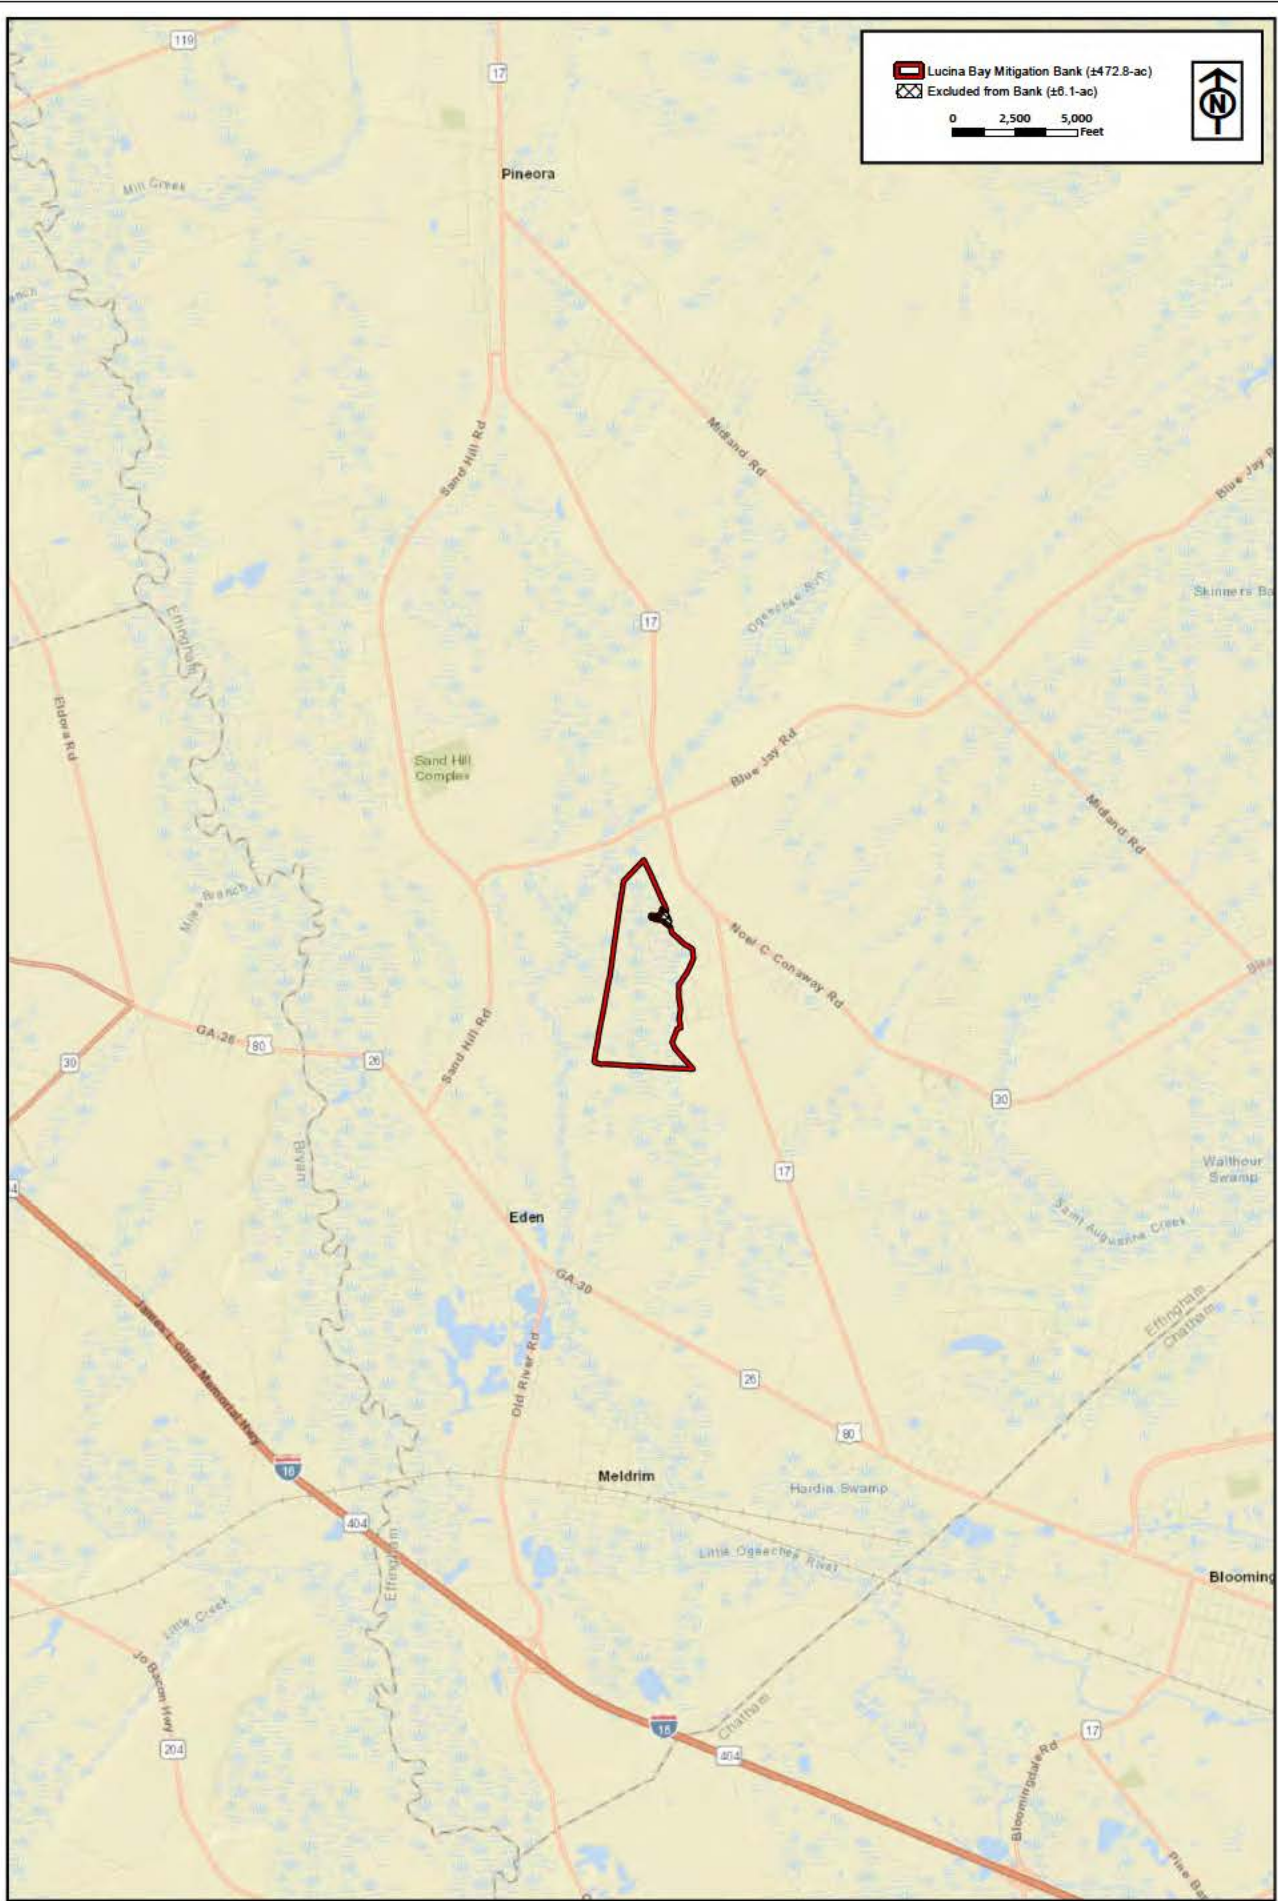 119
17
Lucina Bay Mitigation Bank (±472.8-ac)
Excluded from Bank (±6.1-ac)
0 2,500 5,000
Feet
N
Pineora
Mill Creek
Sand Hill Rd
Midland Rd
Blue Jay R
Skinners Ba
Ogeechee Run
Effingham
17
Eldora Rd
Sand Hill
Complex
Blue Jay Rd
Midland Rd
Miles Branch
Noel C Conaway Rd
GA-26
80
26
30
Sand Hill Rd
30
Bryan
17
Walthour
Swamp
4
Saint Augustine Creek
Eden
GA-30
Effingham
Chatham
James L Gillis Memorial Hwy
Old River Rd
26
80
16
Meldrim
Hardin Swamp
404
Effingham
Little Ogeechee River
Blooming
Little Creek
Jo Bacon Hwy
204
Chatham
16
404
17
Bloomingdale Rd
Pine Ba